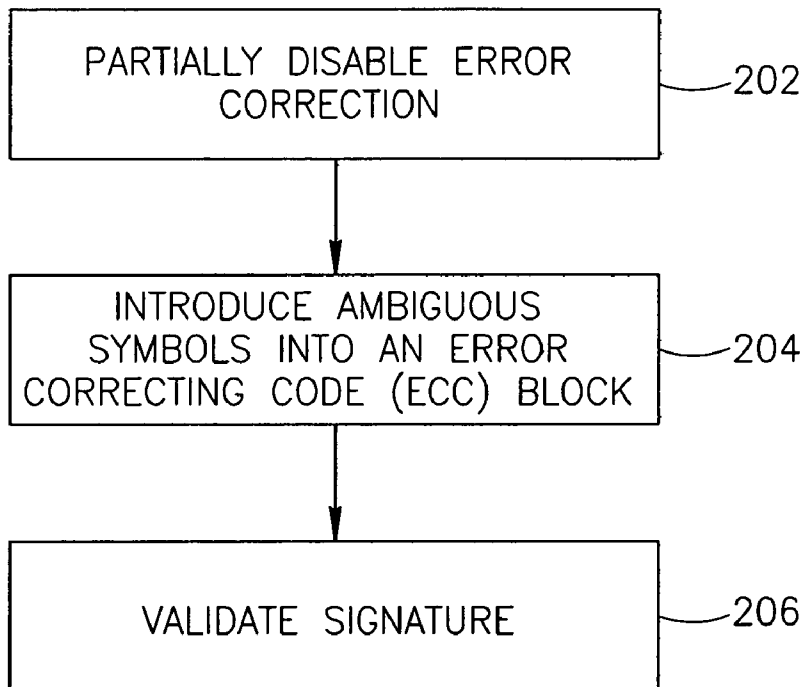 PARTIALLY DISABLE ERROR
CORRECTION
202
INTRODUCE AMBIGUOUS
SYMBOLS INTO AN ERROR
CORRECTING CODE (ECC) BLOCK
204
VALIDATE SIGNATURE
206